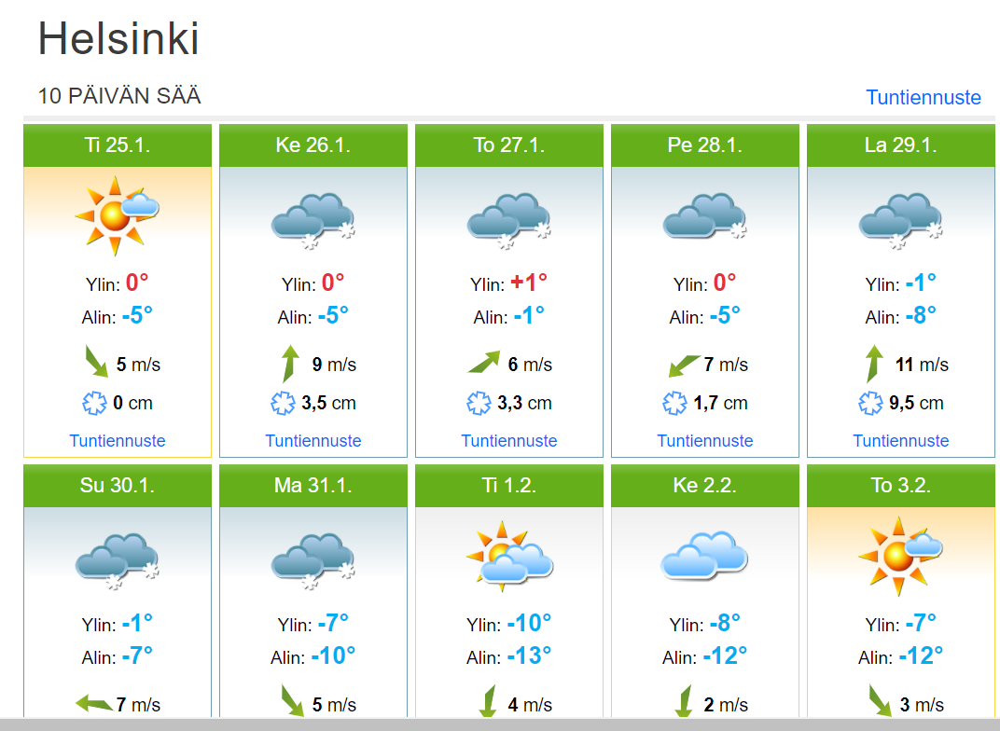 Helsinki
10 PÄIVÄN SÄÄ
Tuntiennuste
Ti 25.1.
Ylin: 0°
Alin: -5°
5 m/s
0 cm
Tuntiennuste
Ke 26.1.
Ylin: 0°
Alin: -5°
9 m/s
3,5 cm
Tuntiennuste
To 27.1.
Ylin: +1°
Alin: -1°
6 m/s
3,3 cm
Tuntiennuste
Pe 28.1.
Ylin: 0°
Alin: -5°
7 m/s
1,7 cm
Tuntiennuste
La 29.1.
Ylin: -1°
Alin: -8°
11 m/s
9,5 cm
Tuntiennuste
Su 30.1.
Ylin: -1°
Alin: -7°
7 m/s
Ma 31.1.
Ylin: -7°
Alin: -10°
5 m/s
Ti 1.2.
Ylin: -10°
Alin: -13°
4 m/s
Ke 2.2.
Ylin: -8°
Alin: -12°
2 m/s
To 3.2.
Ylin: -7°
Alin: -12°
3 m/s